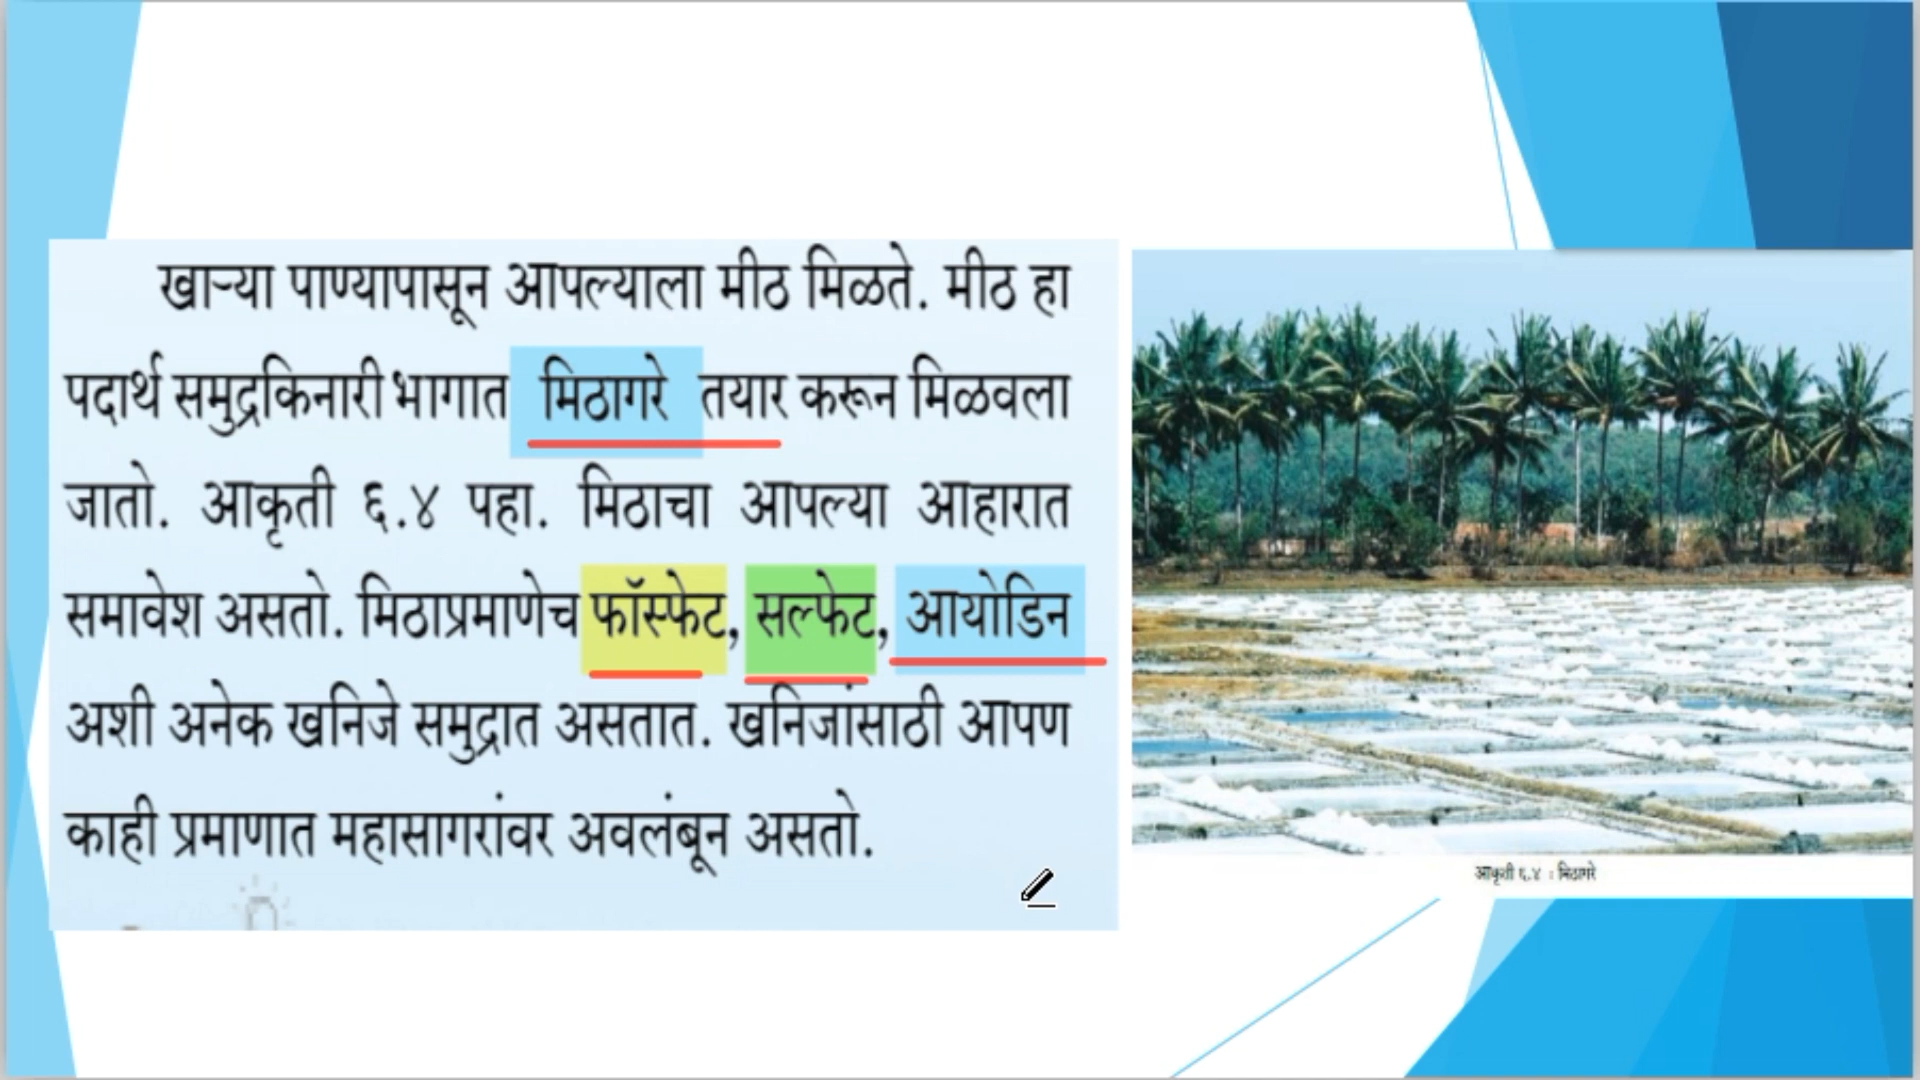 खाऱ्या पाण्यापासून आपल्याला मीठ मिळते. मीठ हा
पदार्थ समुद्रकिनारी भागात मिठागरे तयार करून मिळवला
जातो. आकृती ६.४ पहा. मिठाचा आपल्या आहारात
समावेश असतो. मिठाप्रमाणेच फॉस्फेट, सल्फेट, आयोडिन
अशी अनेक खनिजे समुद्रात असतात. खनिजांसाठी आपण
काही प्रमाणात महासागरांवर अवलंबून असतो.
आकृती ६.४ : मिठागरे